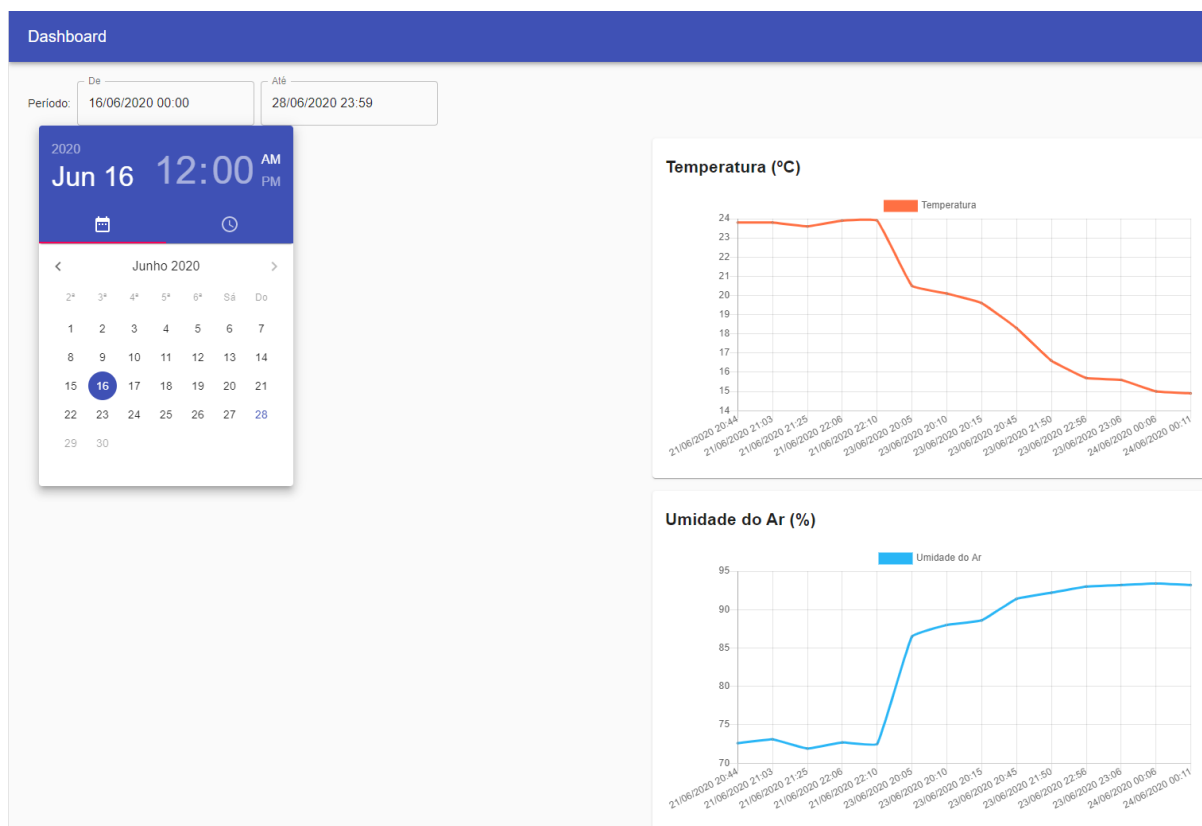 Dashboard
Período:
De
16/06/2020 00:00
Até
28/06/2020 23:59
2020
Jun 16
12:00
AM
PM
Junho 2020
2ª 3ª 4ª 5ª 6ª Sá Do
1 2 3 4 5 6 7
8 9 10 11 12 13 14
15 16 17 18 19 20 21
22 23 24 25 26 27 28
29 30
Temperatura (ºC)
Temperatura
24
23
22
21
20
19
18
17
16
15
14
21/06/2020 20:44
21/06/2020 21:03
21/06/2020 21:25
21/06/2020 22:06
21/06/2020 22:10
23/06/2020 20:05
23/06/2020 20:10
23/06/2020 20:15
23/06/2020 20:45
23/06/2020 21:50
23/06/2020 22:56
23/06/2020 23:06
24/06/2020 00:06
24/06/2020 00:11
Umidade do Ar (%)
Umidade do Ar
95
90
85
80
75
70
21/06/2020 20:44
21/06/2020 21:03
21/06/2020 21:25
21/06/2020 22:06
21/06/2020 22:10
23/06/2020 20:05
23/06/2020 20:10
23/06/2020 20:15
23/06/2020 20:45
23/06/2020 21:50
23/06/2020 22:56
23/06/2020 23:06
24/06/2020 00:06
24/06/2020 00:11